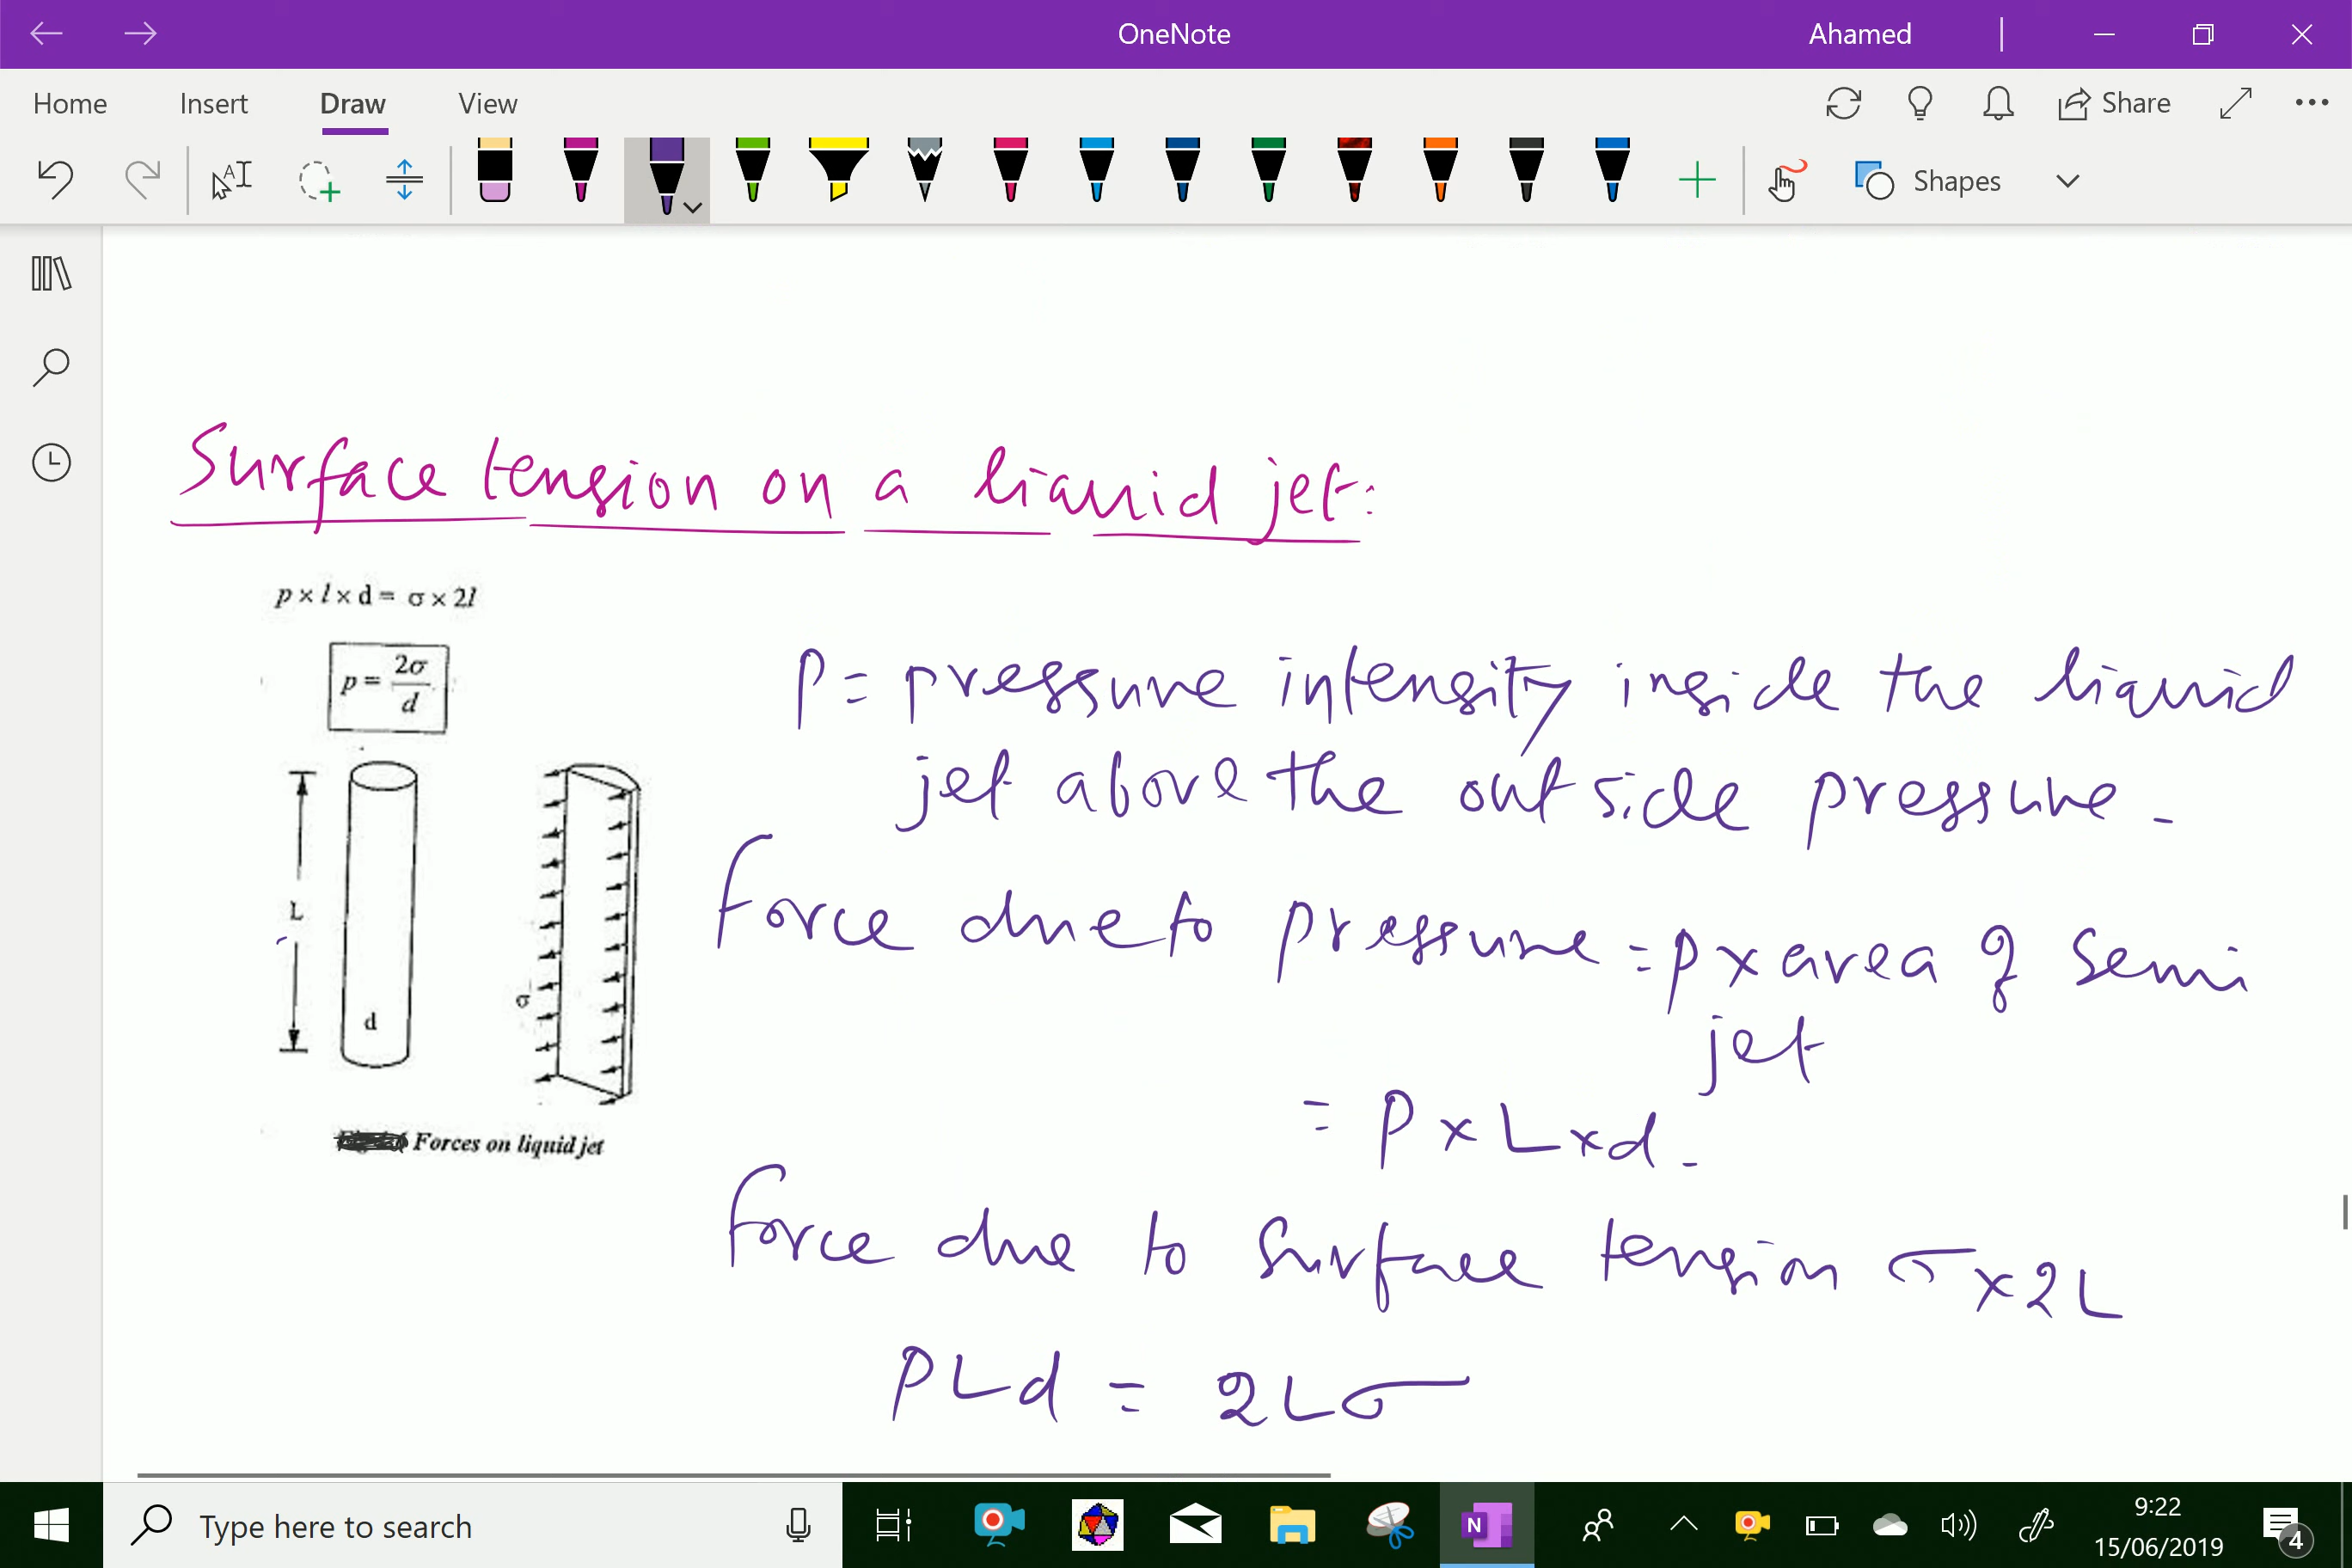 OneNote
Ahamed
Home Insert Draw View
Share
Shapes
Surface tension on a liquid jet:
p × l × d = σ × 2l
p = 2σ/d
L
d
σ
Forces on liquid jet
P = pressure intensity inside the liquid
jet above the outside pressure.
Force due to pressure = p × area of semi
jet
= P × L × d.
Force due to surface tension σ × 2L
PLd = 2Lσ
Type here to search
N
9:22
15/06/2019
4